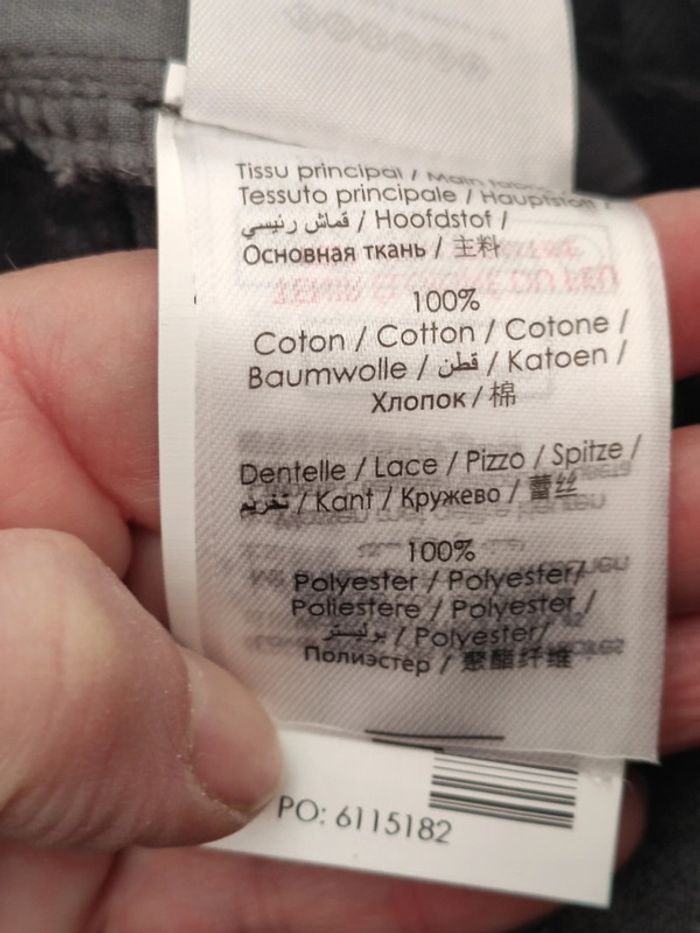 Tissu principal / Main fabric /
Tessuto principale / Hauptstoff /
قماش رئيسي / Hoofdstof /
Основная ткань / 主料
100%
Coton / Cotton / Cotone /
Baumwolle / قطن / Katoen /
Хлопок / 棉
Dentelle / Lace / Pizzo / Spitze /
تخريم / Kant / Кружево / 蕾丝
100%
Polyester / Polyester /
Poliestere / Polyester /
بوليستر / Polyester/
Полиэстер / 聚酯纤维
PO: 6115182